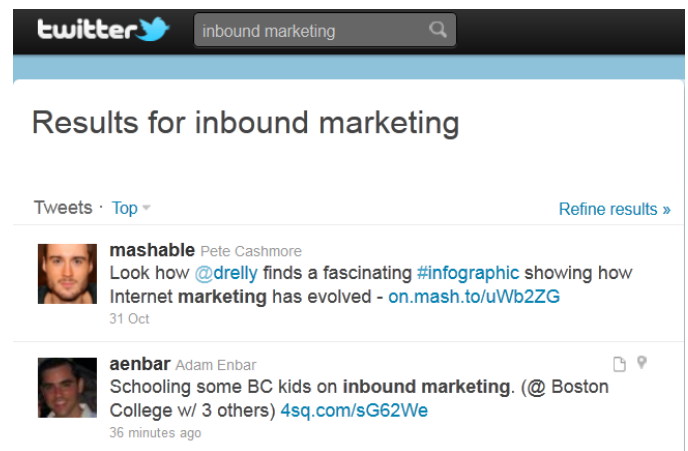 twitter
inbound marketing
Results for inbound marketing
Tweets · Top
Refine results »
mashable Pete Cashmore
Look how @drelly finds a fascinating #infographic showing how
Internet marketing has evolved - on.mash.to/uWb2ZG
31 Oct
aenbar Adam Enbar
Schooling some BC kids on inbound marketing. (@ Boston
College w/ 3 others) 4sq.com/sG62We
36 minutes ago